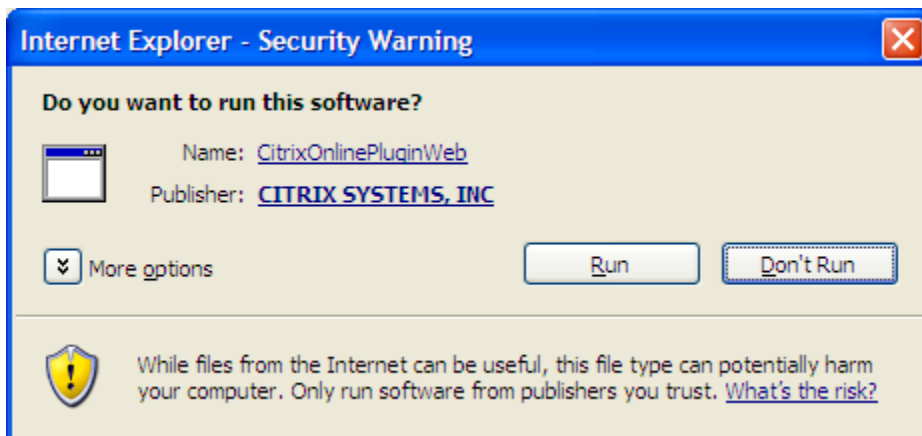 Internet Explorer - Security Warning
Do you want to run this software?
Name: CitrixOnlinePluginWeb
Publisher: CITRIX SYSTEMS, INC
More options Run Don't Run
While files from the Internet can be useful, this file type can potentially harm
your computer. Only run software from publishers you trust. What's the risk?